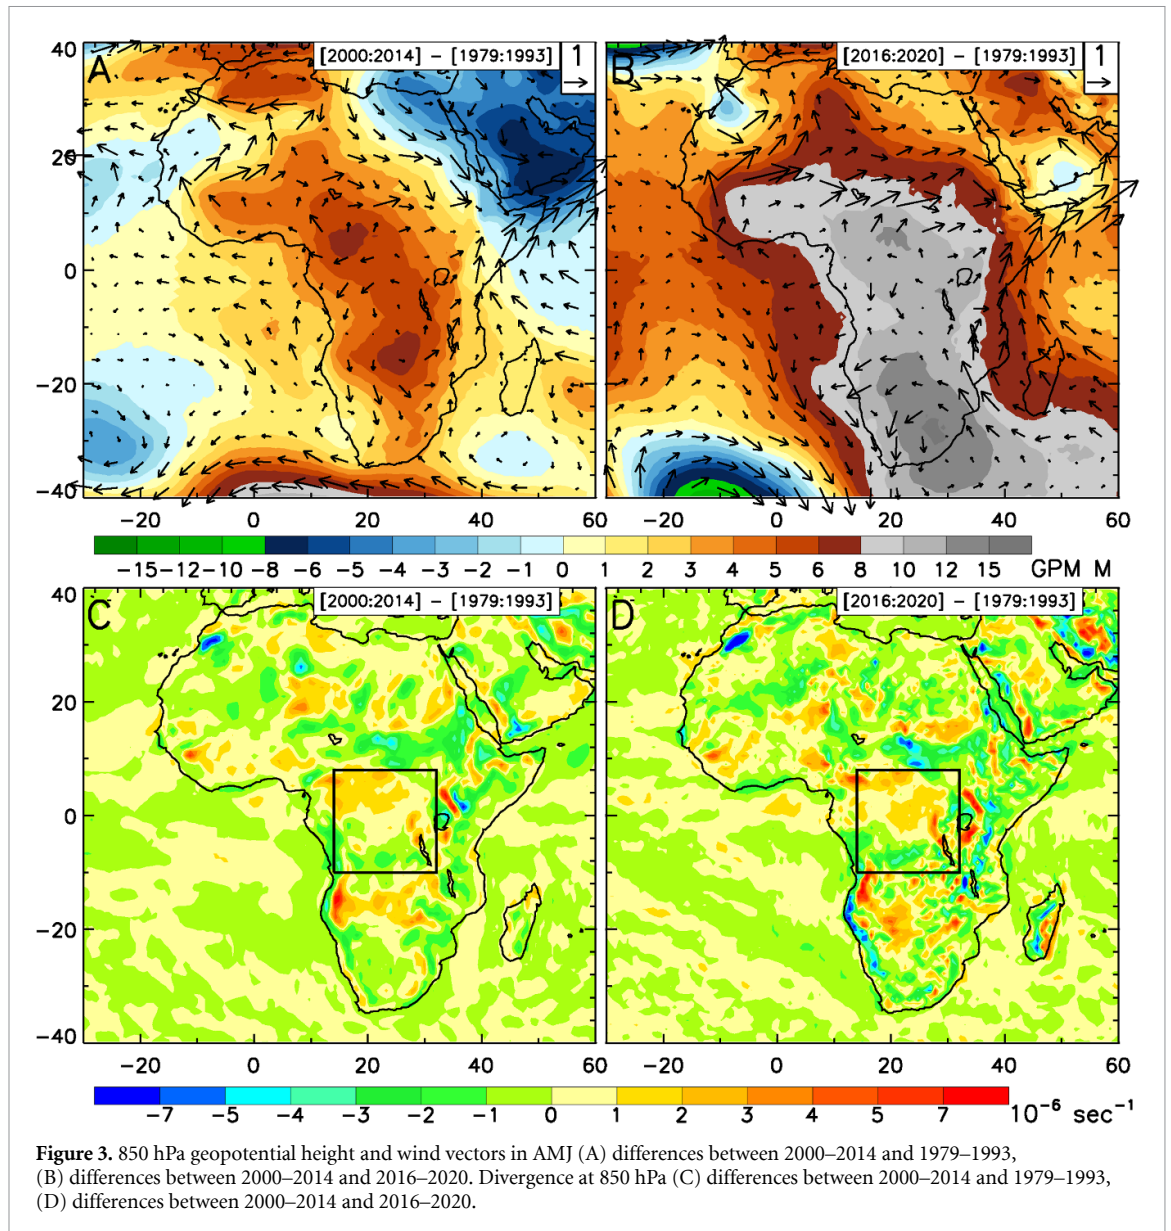 40
A
[2000:2014] – [1979:1993]
1
B
[2016:2020] – [1979:1993]
1
20
0
−20
−40
−20 0 20 40 60
−20 0 20 40 60
−15 −12 −10 −8 −6 −5 −4 −3 −2 −1 0 1 2 3 4 5 6 8 10 12 15 GPM M
40
C
[2000:2014] – [1979:1993]
D
[2016:2020] – [1979:1993]
20
0
−20
−40
−20 0 20 40 60
−20 0 20 40 60
−7 −5 −4 −3 −2 −1 0 1 2 3 4 5 7 10⁻⁶ sec⁻¹
Figure 3. 850 hPa geopotential height and wind vectors in AMJ (A) differences between 2000–2014 and 1979–1993,
(B) differences between 2000–2014 and 2016–2020. Divergence at 850 hPa (C) differences between 2000–2014 and 1979–1993,
(D) differences between 2000–2014 and 2016–2020.